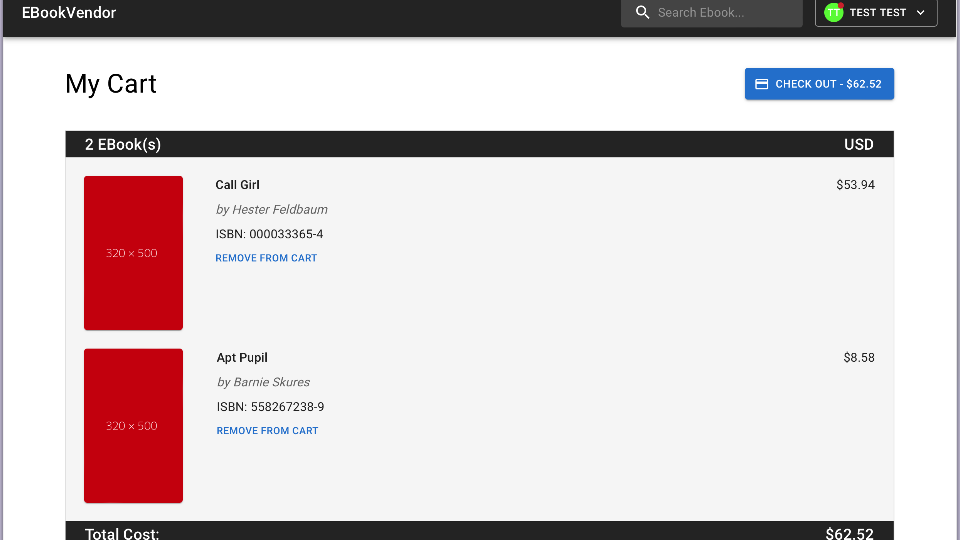 EBookVendor
Search Ebook...
TT
TEST TEST
My Cart
CHECK OUT - $62.52
2 EBook(s)
USD
320 × 500
Call Girl
$53.94
by Hester Feldbaum
ISBN: 000033365-4
REMOVE FROM CART
320 × 500
Apt Pupil
$8.58
by Barnie Skures
ISBN: 558267238-9
REMOVE FROM CART
Total Cost:
$62.52